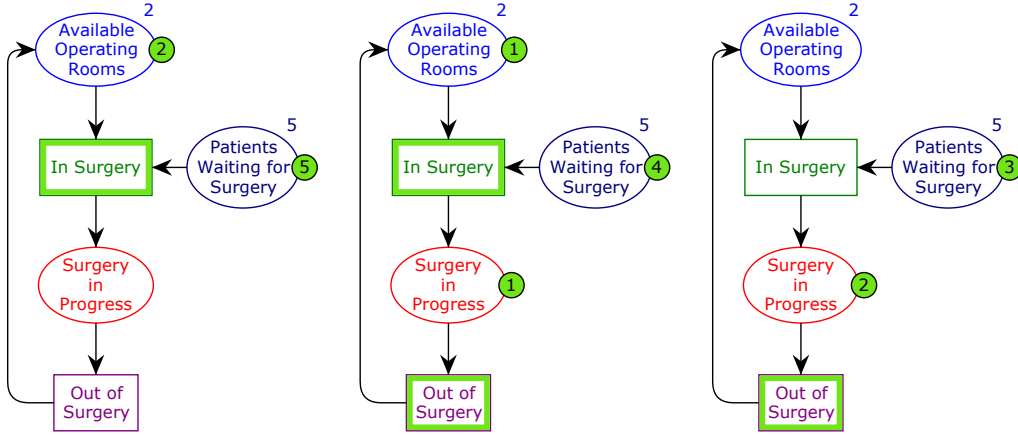 2
Available
Operating
Rooms
2
In Surgery
5
Patients
Waiting for
Surgery
5
Surgery
in
Progress
Out of
Surgery
2
Available
Operating
Rooms
1
In Surgery
5
Patients
Waiting for
Surgery
4
Surgery
in
Progress
1
Out of
Surgery
2
Available
Operating
Rooms
In Surgery
5
Patients
Waiting for
Surgery
3
Surgery
in
Progress
2
Out of
Surgery